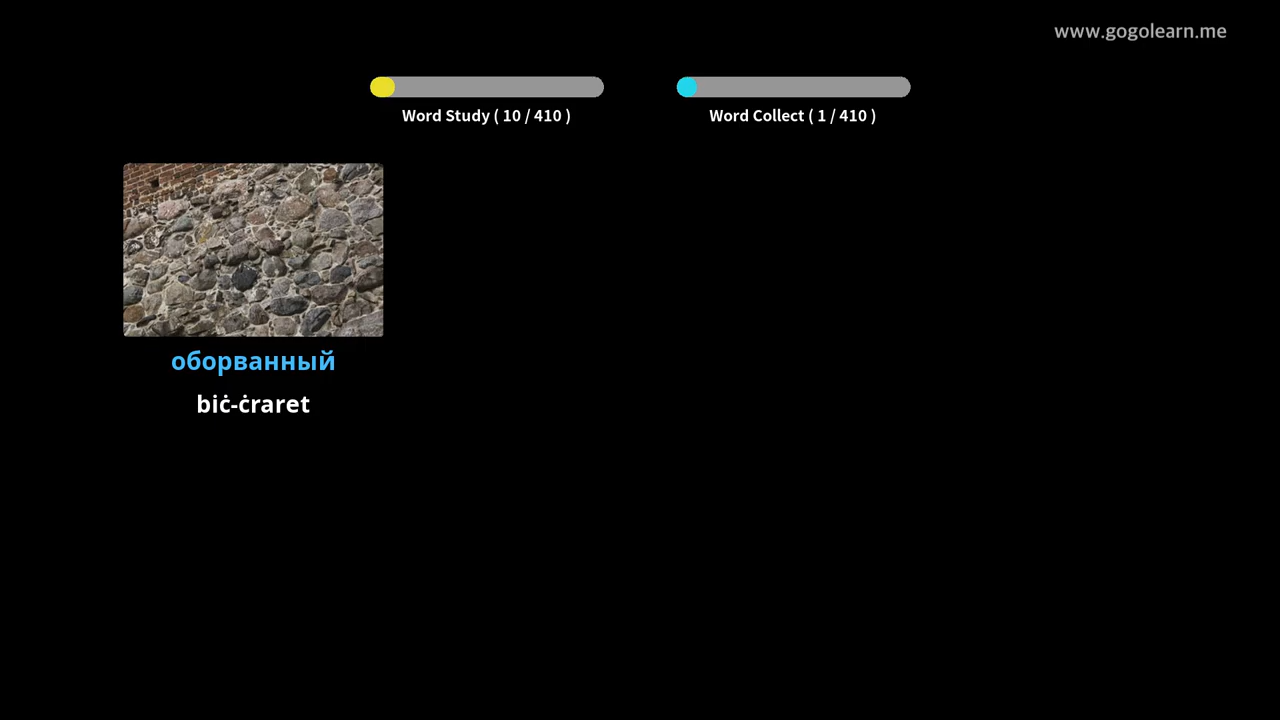 www.gogolearn.me
Word Study ( 10 / 410 )
Word Collect ( 1 / 410 )
оборванный
biċ-ċraret